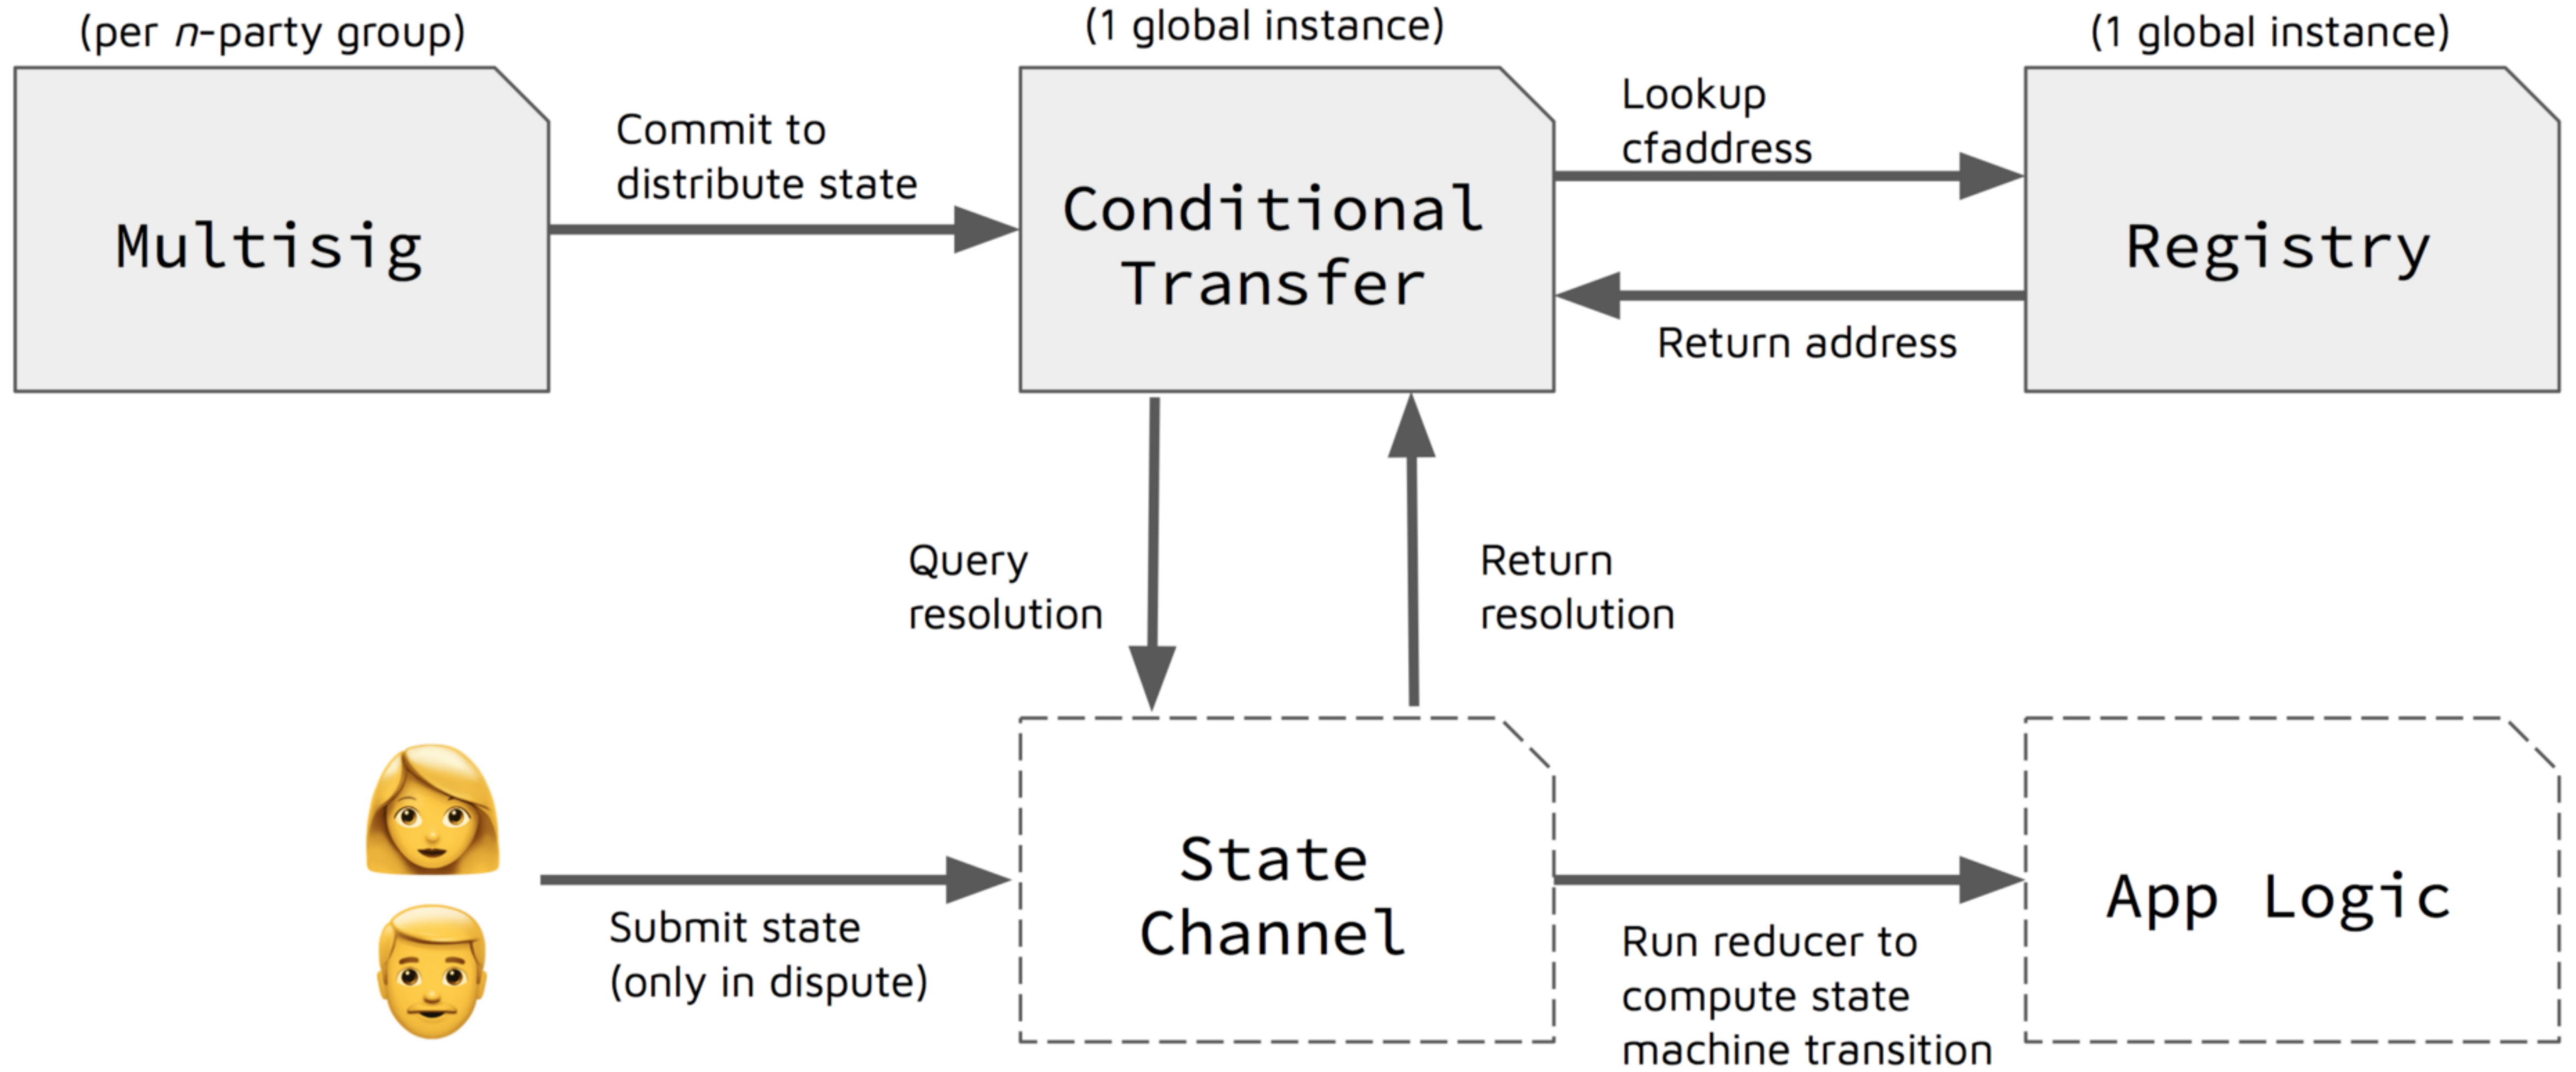 (per n-party group)
(1 global instance)
(1 global instance)
Multisig
Commit to
distribute state
Conditional
Transfer
Lookup
cfaddress
Return address
Registry
Query
resolution
Return
resolution
Submit state
(only in dispute)
State
Channel
Run reducer to
compute state
machine transition
App Logic